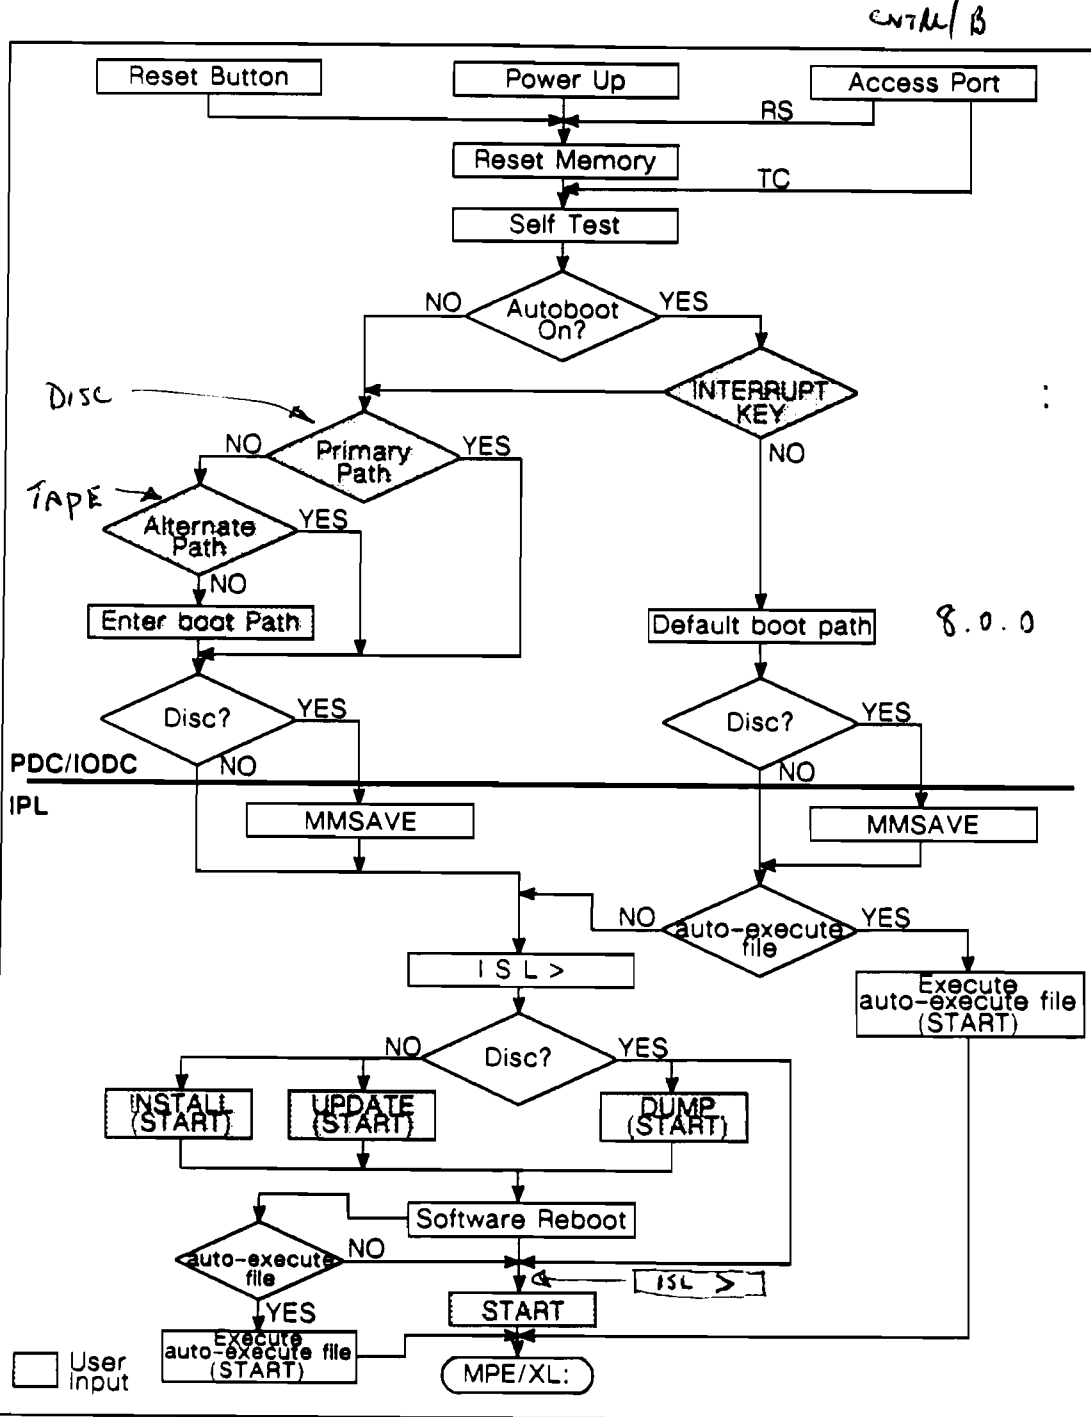 CNTRL/B
Reset Button
Power Up
Access Port
RS
Reset Memory
TC
Self Test
NO
Autoboot
On?
YES
DISC
INTERRUPT
KEY
NO
Primary
Path
YES
NO
TAPE
Alternate
Path
YES
NO
Enter boot Path
Default boot path
8.0.0
Disc?
YES
Disc?
YES
PDC/IODC
NO
NO
IPL
MMSAVE
MMSAVE
NO
auto-execute
file
YES
ISL>
Execute
auto-execute file
(START)
NO
Disc?
YES
INSTALL
(START)
UPDATE
(START)
DUMP
(START)
Software Reboot
auto-execute
file
NO
ISL >
START
YES
Execute
auto-execute file
(START)
User
Input
MPE/XL: